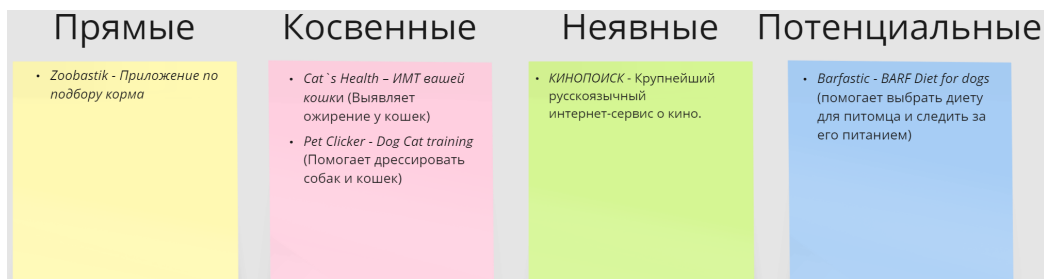 Прямые
Косвенные
Неявные
Потенциальные
• Zoobastik - Приложение по
подбору корма
• Cat`s Health – ИМТ вашей
кошки (Выявляет
ожирение у кошек)
• Pet Clicker - Dog Cat training
(Помогает дрессировать
собак и кошек)
• КИНОПОИСК - Крупнейший
русскоязычный
интернет-сервис о кино.
• Barfastic - BARF Diet for dogs
(помогает выбрать диету
для питомца и следить за
его питанием)